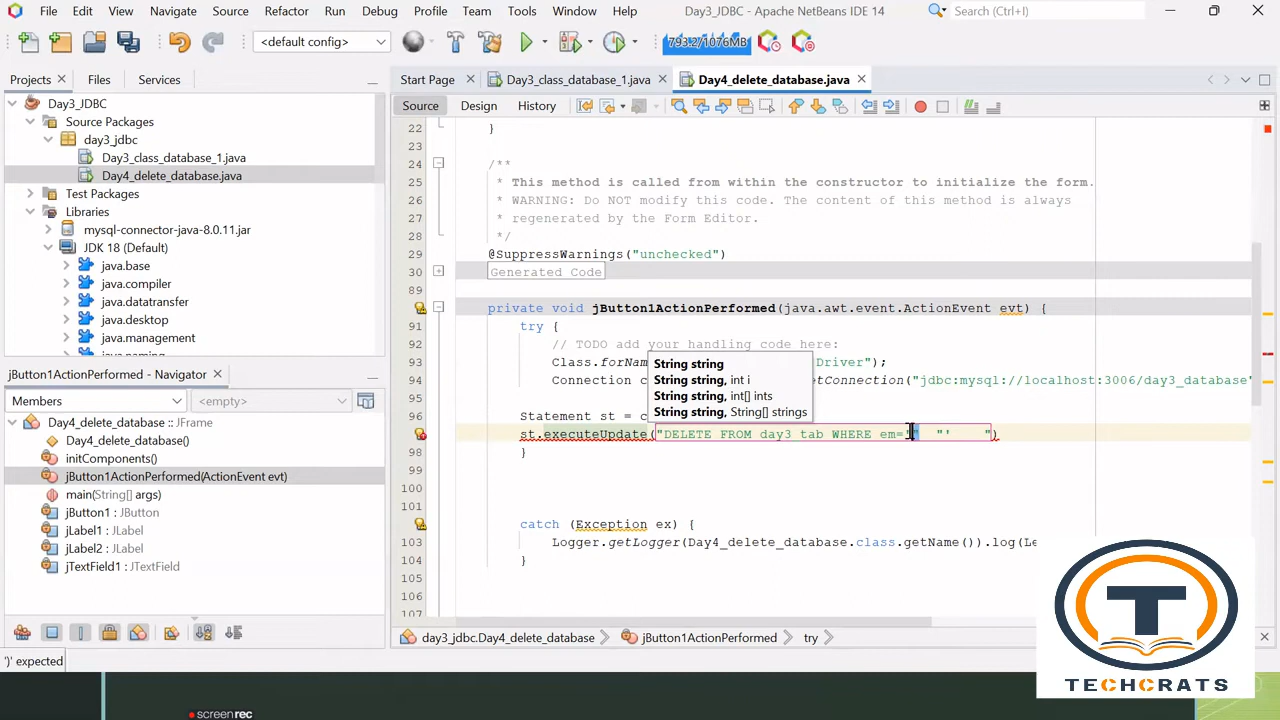 File Edit View Navigate Source Refactor Run Debug Profile Team Tools Window Help Day3_JDBC - Apache NetBeans IDE 14 Search (Ctrl+I)
<default config> 793.2/1076MB
Projects Files Services Start Page Day3_class_database_1.java Day4_delete_database.java
Day3_JDBC
Source Packages
day3_jdbc
Day3_class_database_1.java
Day4_delete_database.java
Test Packages
Libraries
mysql-connector-java-8.0.11.jar
JDK 18 (Default)
java.base
java.compiler
java.datatransfer
java.desktop
java.management
jButton1ActionPerformed - Navigator
Members <empty>
Day4_delete_database :: JFrame
Day4_delete_database()
initComponents()
jButton1ActionPerformed(ActionEvent evt)
main(String[] args)
jButton1 : JButton
jLabel1 : JLabel
jLabel2 : JLabel
jTextField1 : JTextField
Source Design History
22 }
23
24 /**
25 * This method is called from within the constructor to initialize the form.
26 * WARNING: Do NOT modify this code. The content of this method is always
27 * regenerated by the Form Editor.
28 */
29 @SuppressWarnings("unchecked")
30 Generated Code
89
90 private void jButton1ActionPerformed(java.awt.event.ActionEvent evt) {
91 try {
92 // TODO add your handling code here:
93 Class.forNa Driver");
94 Connection c etConnection("jdbc:mysql://localhost:3006/day3_database"
String string
String string, int i
String string, int[] ints
String string, String[] strings
96 Statement st = c
st.executeUpdate("DELETE FROM day3 tab WHERE em='" "' ")
98 }
100
101
catch (Exception ex) {
103 Logger.getLogger(Day4_delete_database.class.getName()).log(Le
104 }
105
106
107
day3_jdbc.Day4_delete_database jButton1ActionPerformed try
')' expected
T
TECHCRATS
screenrec